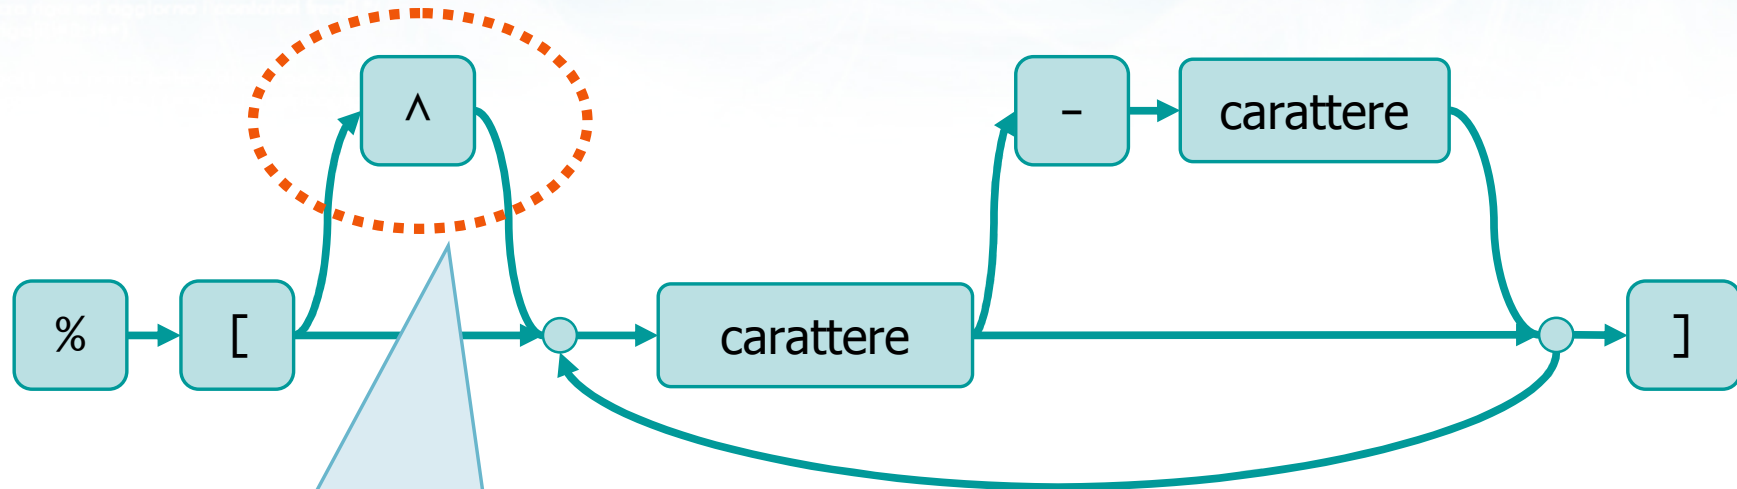 ^
- carattere
% [ carattere ]